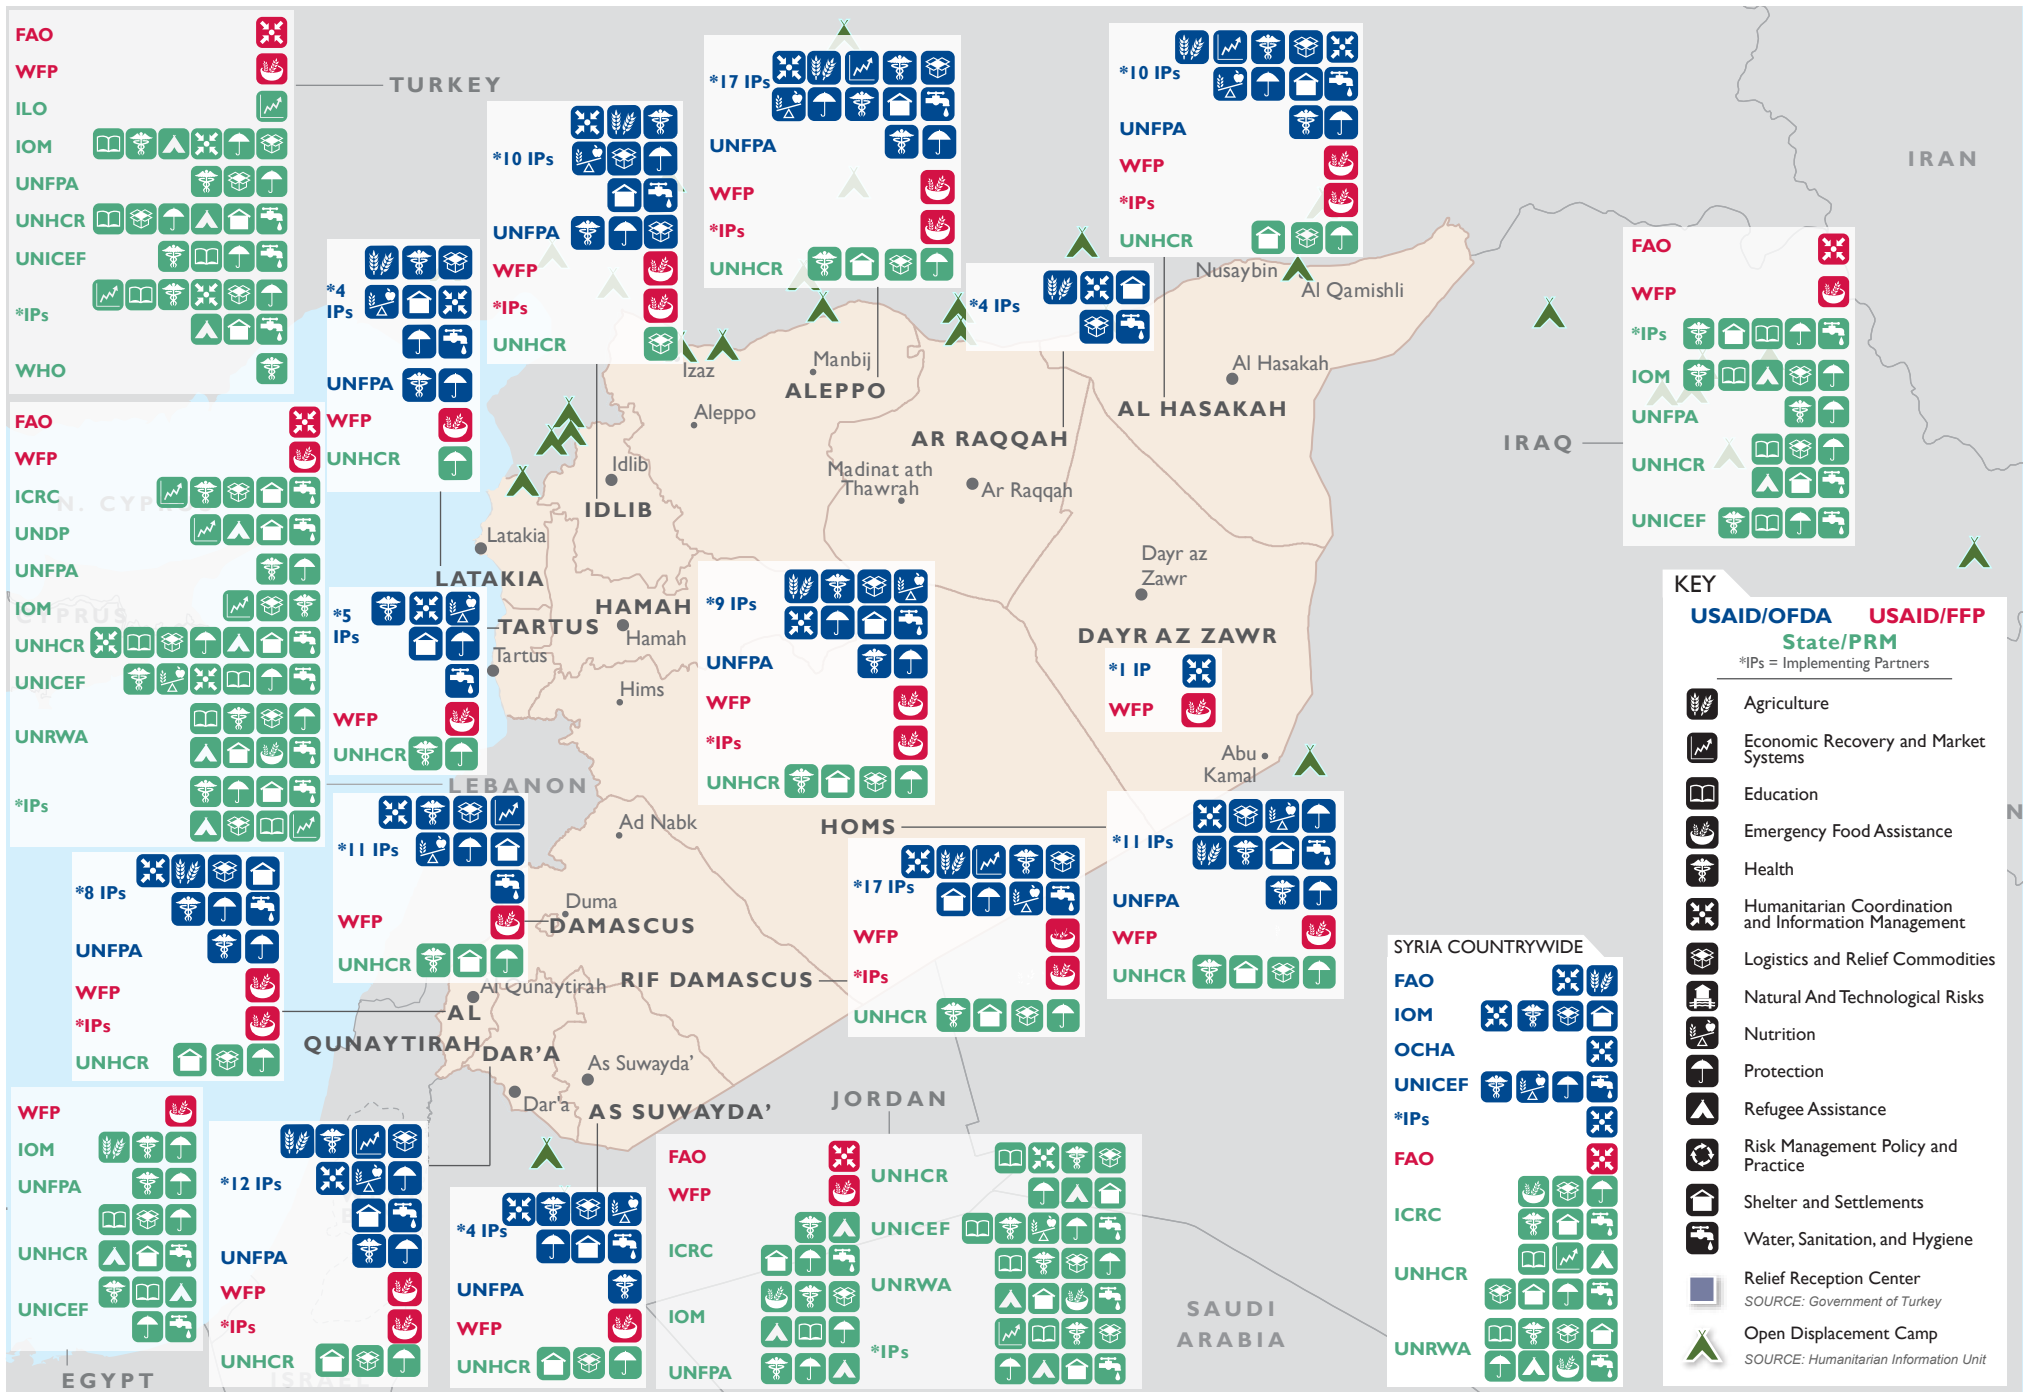 FAO
WFP
ILO
IOM
UNFPA
UNHCR
UNICEF
*IPs
WHO
TURKEY
*10 IPs
UNFPA
WFP
*IPs
UNHCR
*17 IPs
UNFPA
WFP
*IPs
UNHCR
*10 IPs
UNFPA
WFP
*IPs
UNHCR
IRAN
*4
IPs
UNFPA
WFP
UNHCR
*4 IPs
Nusaybin
Al Qamishli
FAO
WFP
*IPs
IOM
UNFPA
UNHCR
UNICEF
IRAQ
FAO
WFP
ICRC
UNDP
UNFPA
IOM
UNHCR
UNICEF
UNRWA
*IPs
N. CYPRUS
CYPRUS
Izaz
Manbij
ALEPPO
Aleppo
Al Hasakah
AL HASAKAH
AR RAQQAH
Madinat ath
Thawrah
Ar Raqqah
Idlib
IDLIB
Latakia
LATAKIA
HAMAH
Hamah
TARTUS
Tartus
Hims
*5
IPs
WFP
UNHCR
LEBANON
*9 IPs
UNFPA
WFP
*IPs
UNHCR
Dayr az
Zawr
DAYR AZ ZAWR
*1 IP
WFP
Abu
Kamal
KEY
USAID/OFDA
USAID/FFP
State/PRM
*IPs = Implementing Partners
Agriculture
Economic Recovery and Market
Systems
Education
Emergency Food Assistance
Health
Humanitarian Coordination
and Information Management
Logistics and Relief Commodities
Natural And Technological Risks
Nutrition
Protection
Refugee Assistance
Risk Management Policy and
Practice
Shelter and Settlements
Water, Sanitation, and Hygiene
Relief Reception Center
SOURCE: Government of Turkey
Open Displacement Camp
SOURCE: Humanitarian Information Unit
*11 IPs
WFP
UNHCR
Ad Nabk
HOMS
*11 IPs
UNFPA
WFP
UNHCR
*17 IPs
WFP
*IPs
UNHCR
Duma
DAMASCUS
RIF DAMASCUS
*8 IPs
UNFPA
WFP
*IPs
UNHCR
Al Qunaytirah
AL
QUNAYTIRAH
DAR'A
As Suwayda'
Dar'a
AS SUWAYDA'
JORDAN
WFP
IOM
UNFPA
UNHCR
UNICEF
EGYPT
*12 IPs
UNFPA
WFP
*IPs
UNHCR
ISRAEL
*4 IPs
UNFPA
WFP
UNHCR
FAO
WFP
ICRC
IOM
UNFPA
UNHCR
UNICEF
UNRWA
*IPs
SAUDI
ARABIA
SYRIA COUNTRYWIDE
FAO
IOM
OCHA
UNICEF
*IPs
FAO
ICRC
UNHCR
UNRWA